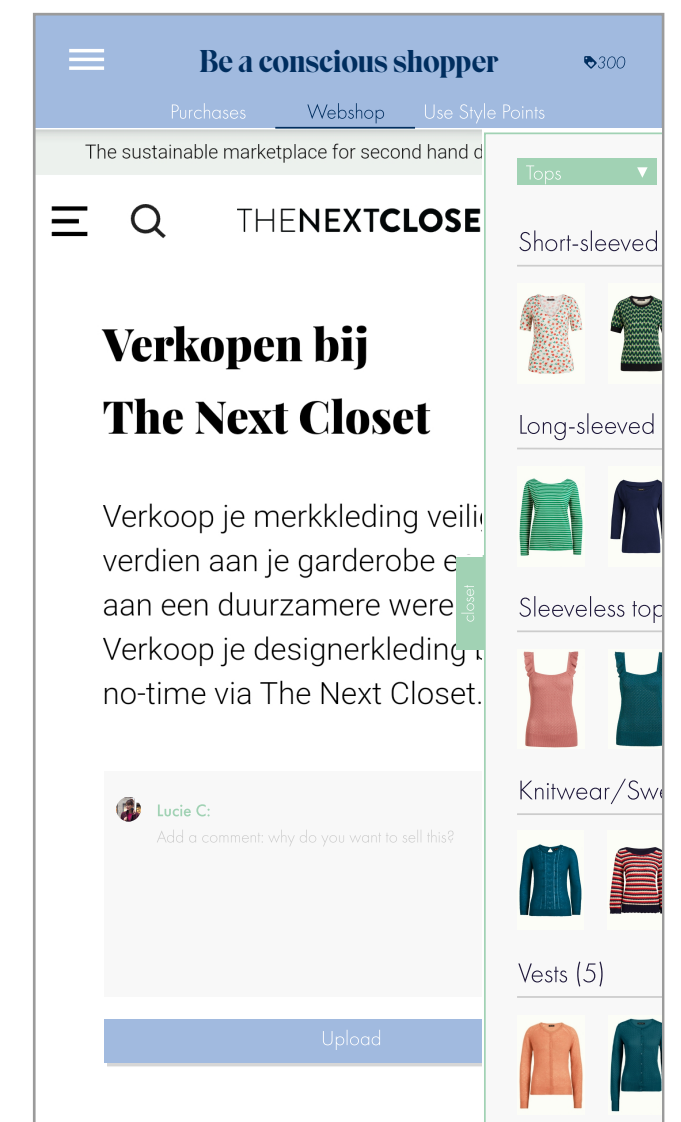 Be a conscious shopper
300
Purchases
Webshop
Use Style Points
The sustainable marketplace for second hand d
THENEXTCLOSE
Verkopen bij
The Next Closet
Verkoop je merkkleding veilig
verdien aan je garderobe e
aan een duurzamere were
Verkoop je designerkleding
no-time via The Next Closet.
closet
Lucie C:
Add a comment: why do you want to sell this?
Upload
Tops
Short-sleeved
Long-sleeved
Sleeveless top
Knitwear/Swe
Vests (5)